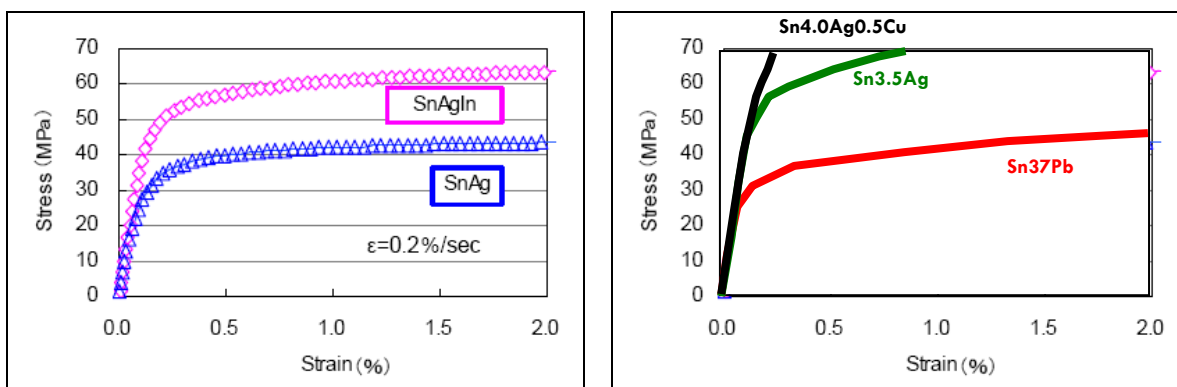 70
60
50
40
30
20
10
0
Stress (MPa)
SnAgIn
SnAg
ε=0.2%/sec
0.0 0.5 1.0 1.5 2.0
Strain (%)
Sn4.0Ag0.5Cu
70
60
50
40
30
20
10
0
Stress (MPa)
Sn3.5Ag
Sn37Pb
0.0 0.5 1.0 1.5 2.0
Strain (%)